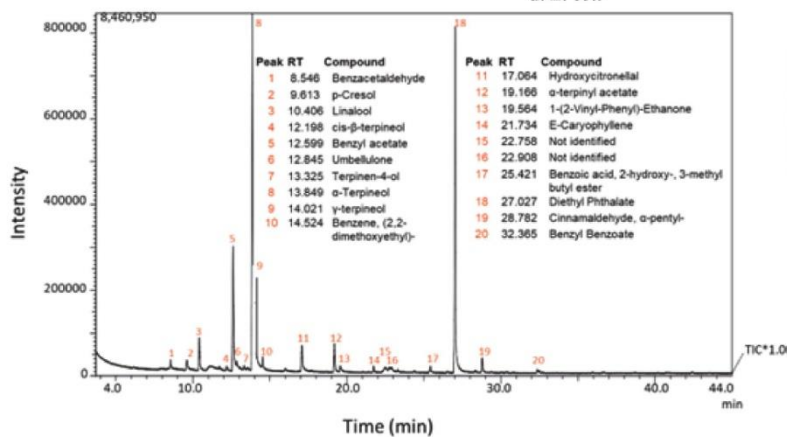 8,460,950
800000
600000
400000
200000
0
Intensity
8
18
Peak RT Compound
1 8.546 Benzacetaldehyde
2 9.613 p-Cresol
3 10.406 Linalool
4 12.198 cis-β-terpineol
5 12.599 Benzyl acetate
6 12.845 Umbellulone
7 13.325 Terpinen-4-ol
8 13.849 α-Terpineol
9 14.021 γ-terpineol
10 14.524 Benzene, (2,2-
dimethoxyethyl)-
Peak RT Compound
11 17.064 Hydroxycitronellal
12 19.166 α-terpinyl acetate
13 19.564 1-(2-Vinyl-Phenyl)-Ethanone
14 21.734 E-Caryophyllene
15 22.758 Not identified
16 22.908 Not identified
17 25.421 Benzoic acid, 2-hydroxy-, 3-methyl
butyl ester
18 27.027 Diethyl Phthalate
19 28.782 Cinnamaldehyde, α-pentyl-
20 32.365 Benzyl Benzoate
5
9
3
11
12
1
2
4
6
7
10
13
14
15
16
17
19
20
TIC*1.0
4.0 10.0 20.0 30.0 40.0 44.0
min
Time (min)